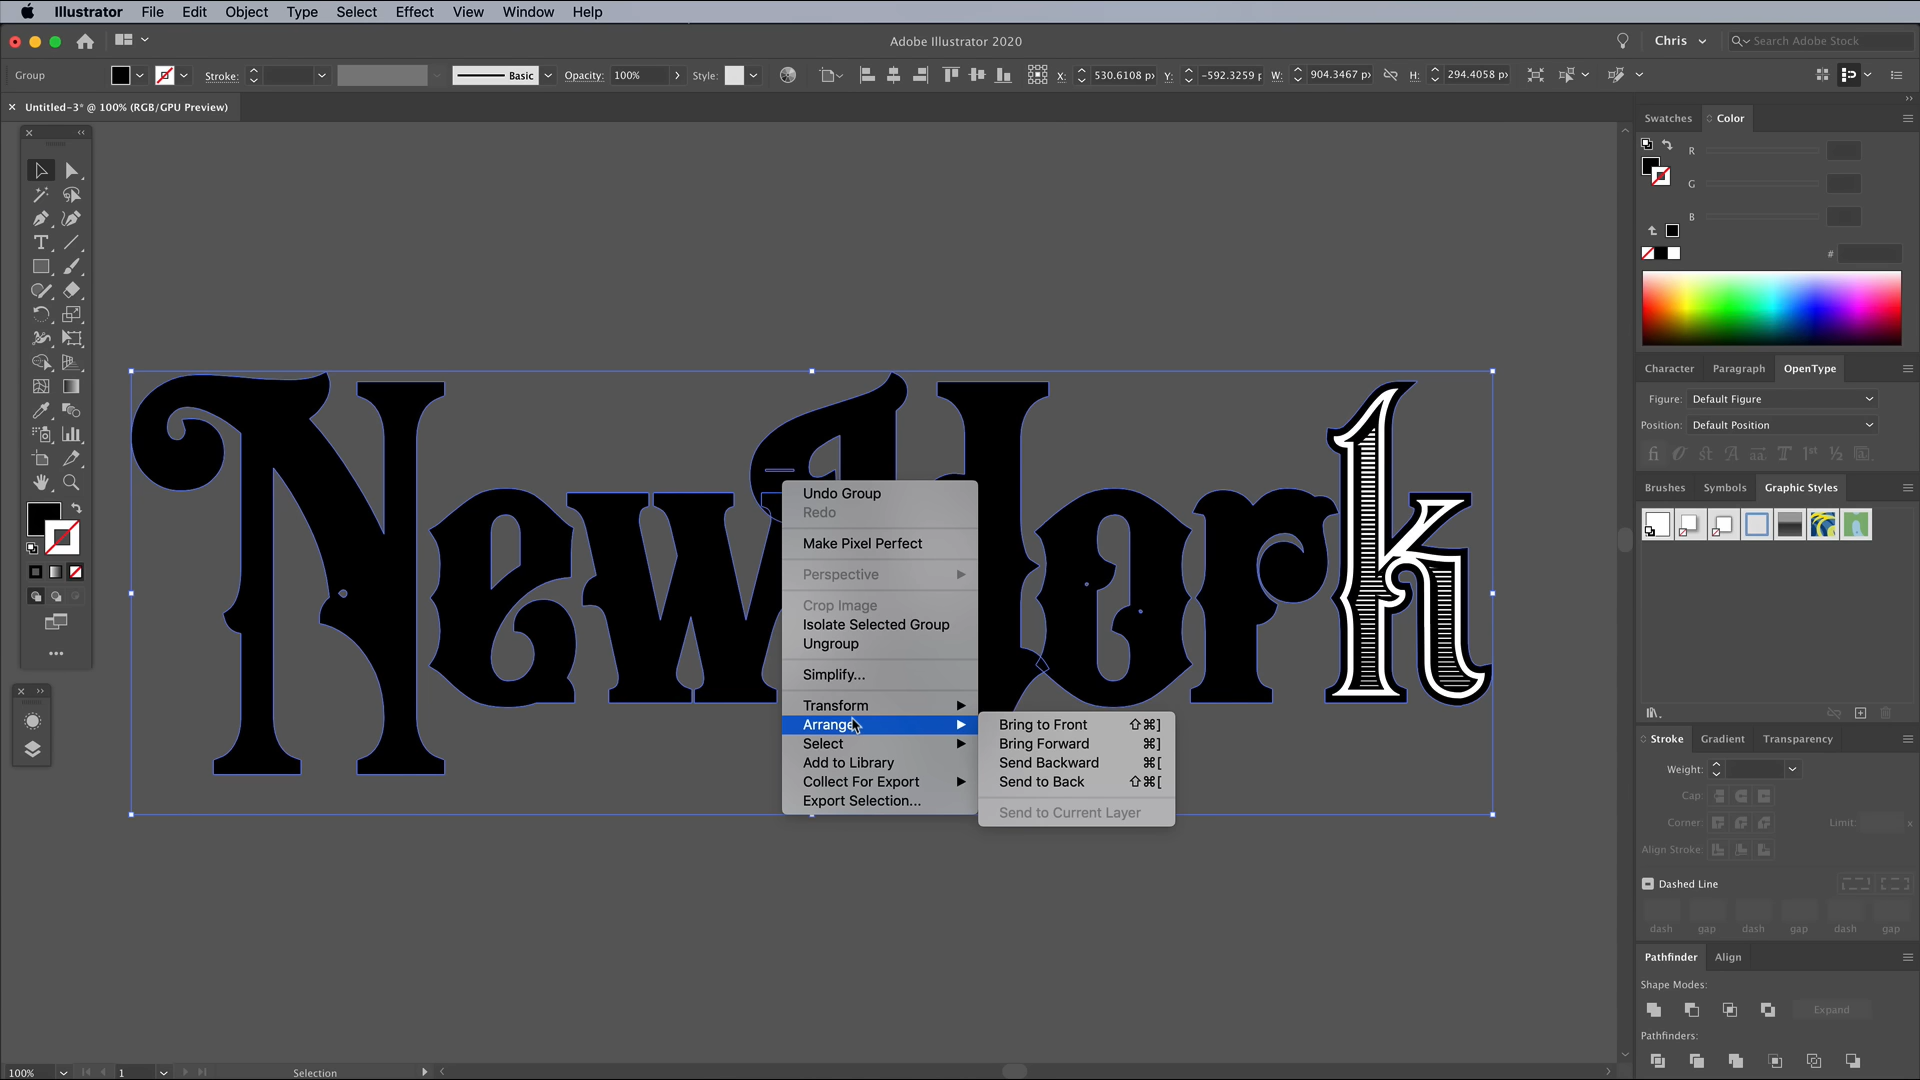 Illustrator File Edit Object Type Select Effect View Window Help
Adobe Illustrator 2020
Chris
Search Adobe Stock
Group
Stroke:
Basic
Opacity: 100%
Style:
X: 530.6108 px
Y: -592.3259 p
W: 904.3467 px
H: 294.4058 px
Untitled-3* @ 100% (RGB/GPU Preview)
Swatches Color
R
G
B
#
Character Paragraph OpenType
Figure: Default Figure
Position: Default Position
Brushes Symbols Graphic Styles
New York
Undo Group
Redo
Make Pixel Perfect
Perspective
Crop Image
Isolate Selected Group
Ungroup
Simplify...
Transform
Arrange
Select
Add to Library
Collect For Export
Export Selection...
Bring to Front ⇧⌘]
Bring Forward ⌘]
Send Backward ⌘[
Send to Back ⇧⌘[
Send to Current Layer
Stroke Gradient Transparency
Weight:
Cap:
Corner: Limit: x
Align Stroke:
Dashed Line
dash gap dash gap dash gap
Pathfinder Align
Shape Modes:
Expand
Pathfinders:
100% 1 Selection